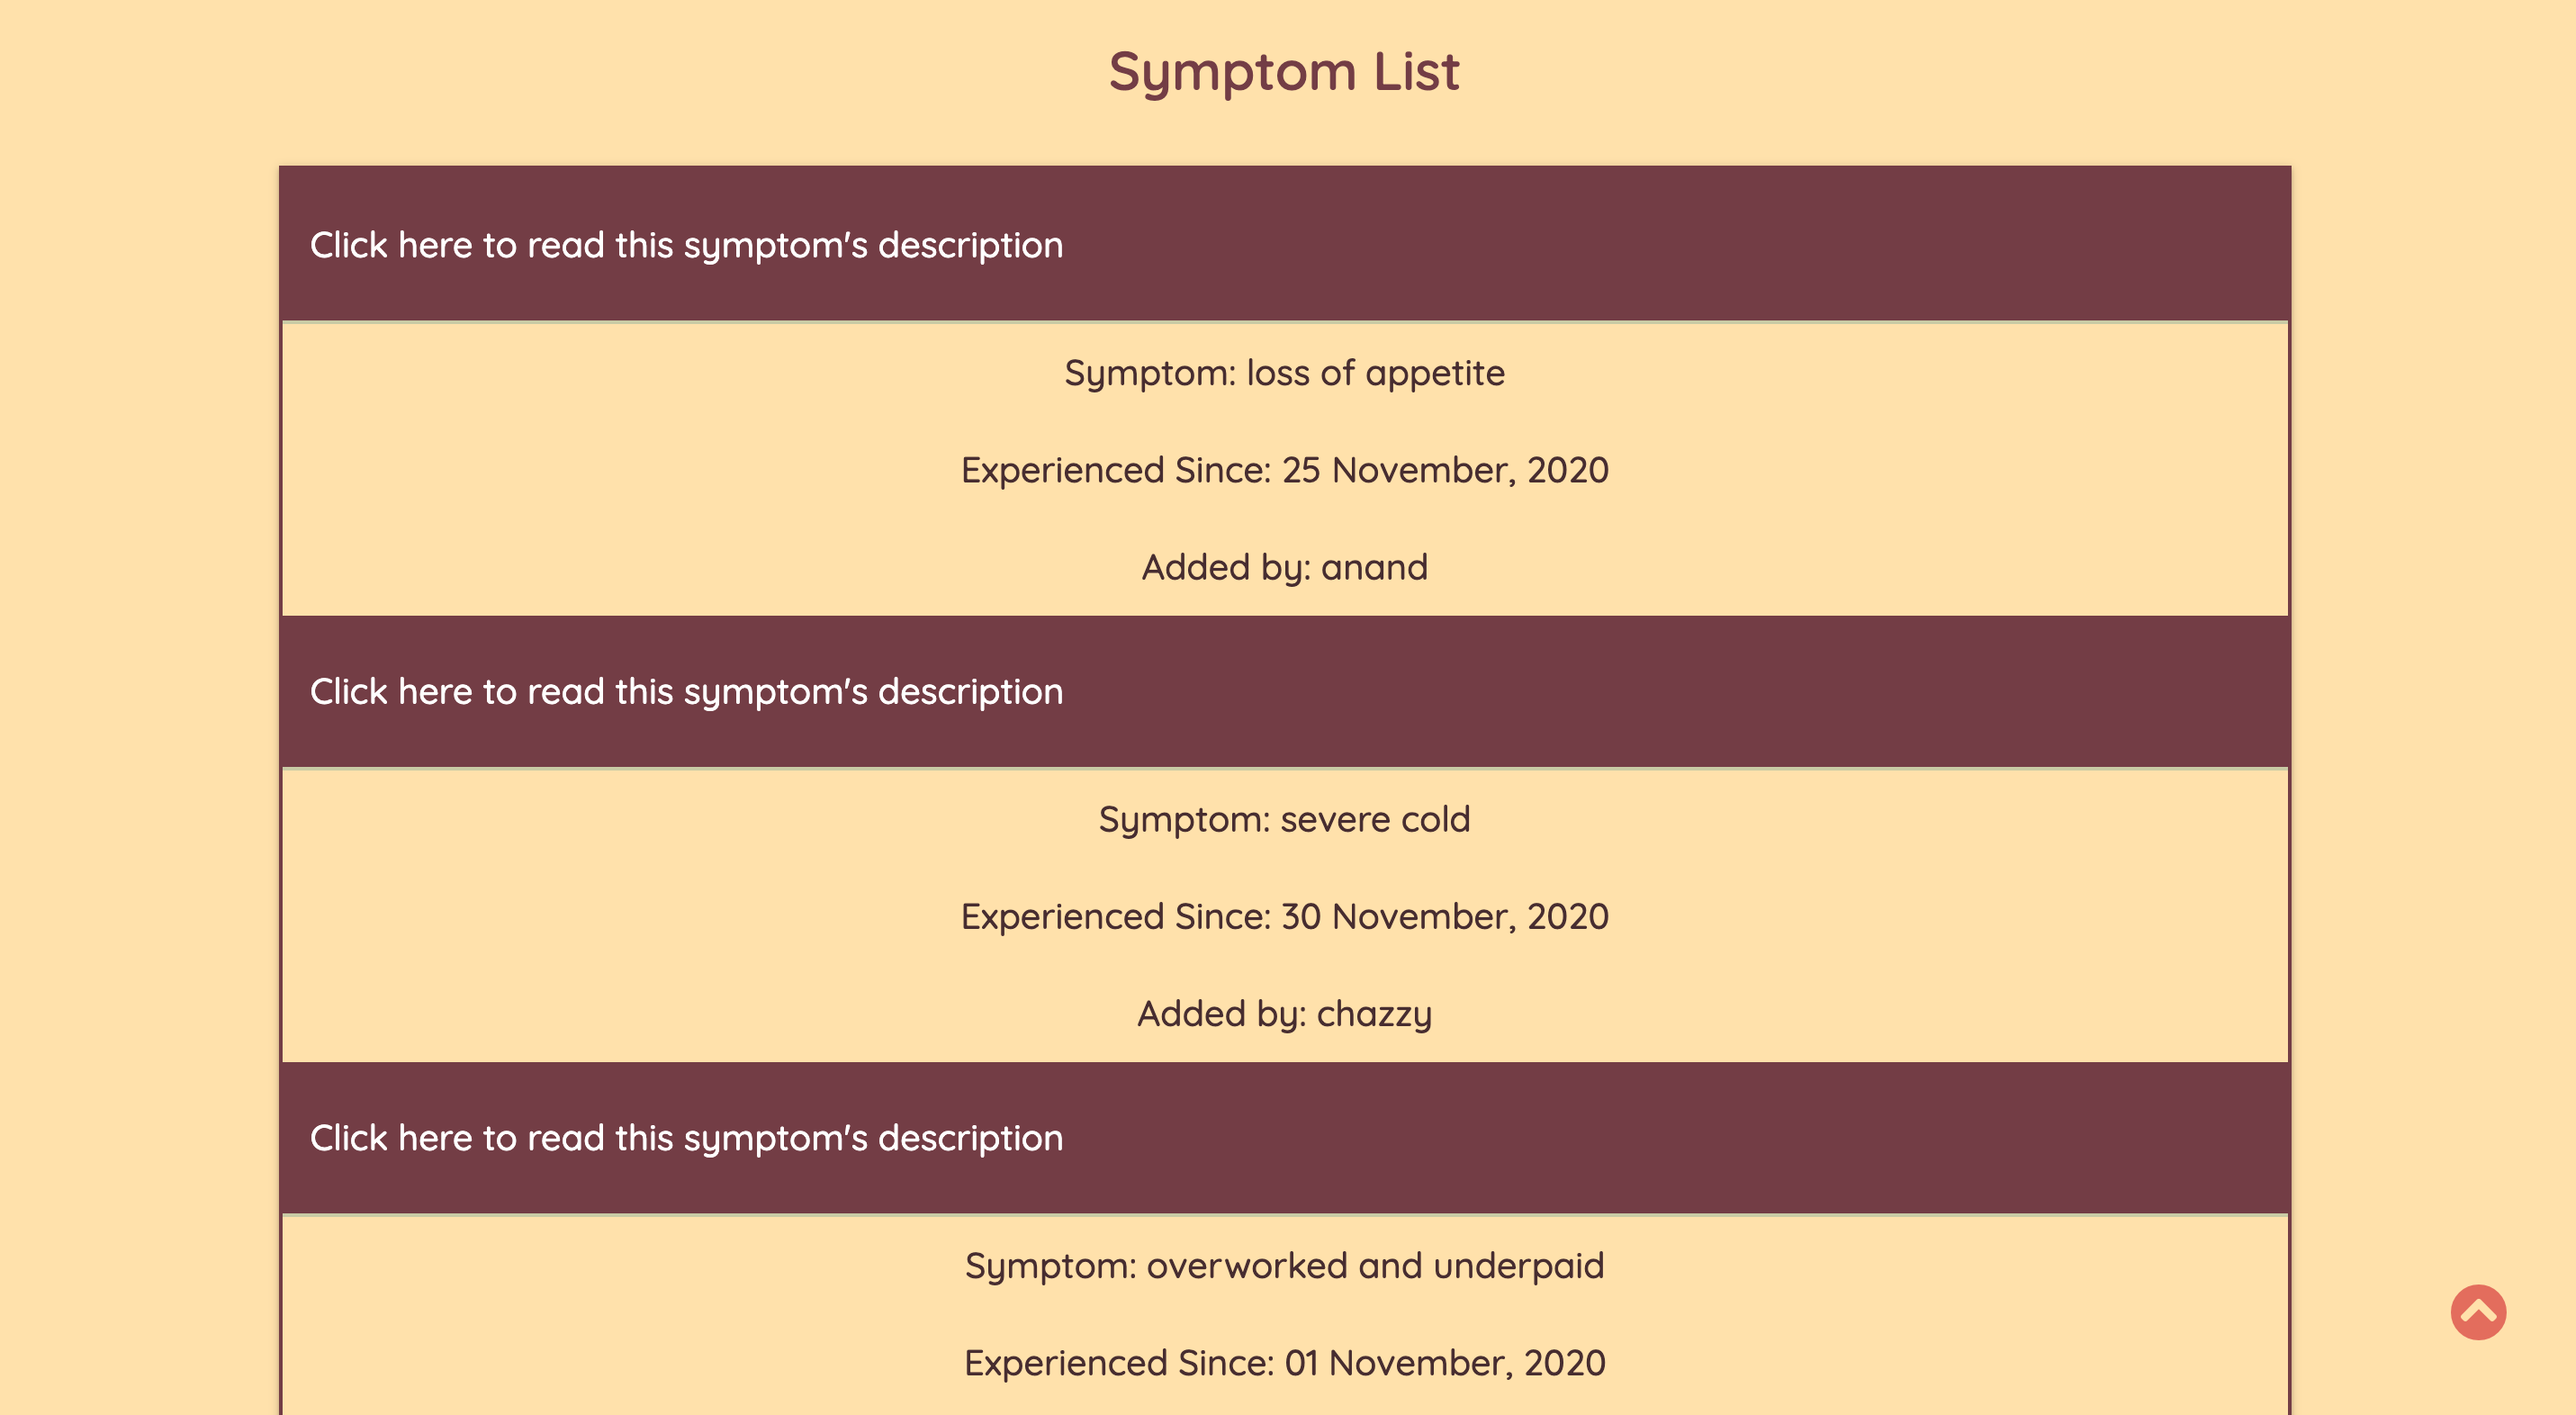 Symptom List
Click here to read this symptom's description
Symptom: loss of appetite
Experienced Since: 25 November, 2020
Added by: anand
Click here to read this symptom's description
Symptom: severe cold
Experienced Since: 30 November, 2020
Added by: chazzy
Click here to read this symptom's description
Symptom: overworked and underpaid
Experienced Since: 01 November, 2020